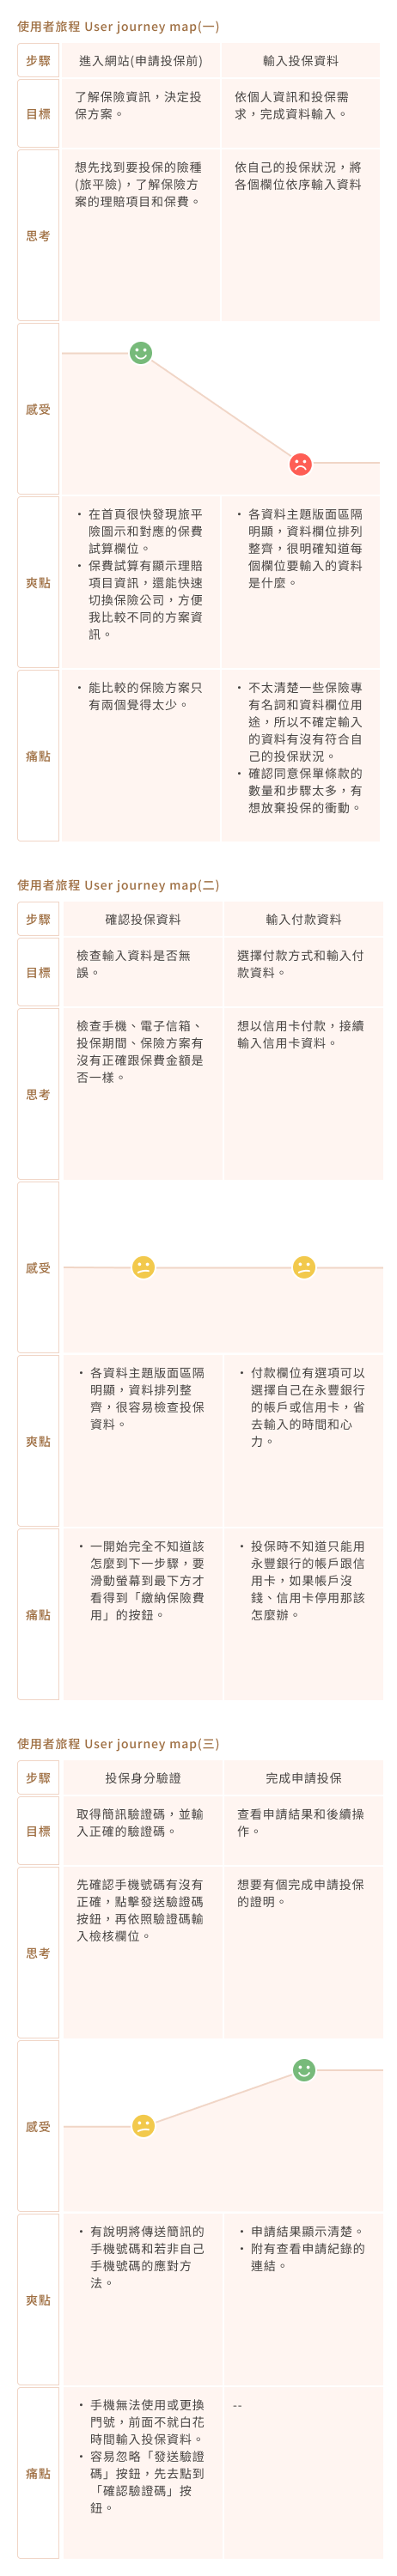 使用者旅程 User journey map(一)
步驟
進入網站(申請投保前)
輸入投保資料
目標
了解保險資訊，決定投
保方案。
依個人資訊和投保需
求，完成資料輸入。
思考
想先找到要投保的險種
(旅平險)，了解保險方
案的理賠項目和保費。
依自己的投保狀況，將
各個欄位依序輸入資料
感受
爽點
• 在首頁很快發現旅平
險圖示和對應的保費
試算欄位。
• 保費試算有顯示理賠
項目資訊，還能快速
切換保險公司，方便
我比較不同的方案資
訊。
• 各資料主題版面區隔
明顯，資料欄位排列
整齊，很明確知道每
個欄位要輸入的資料
是什麼。
痛點
• 能比較的保險方案只
有兩個覺得太少。
• 不太清楚一些保險專
有名詞和資料欄位用
途，所以不確定輸入
的資料有沒有符合自
己的投保狀況。
• 確認同意保單條款的
數量和步驟太多，有
想放棄投保的衝動。
使用者旅程 User journey map(二)
步驟
確認投保資料
輸入付款資料
目標
檢查輸入資料是否無
誤。
選擇付款方式和輸入付
款資料。
思考
檢查手機、電子信箱、
投保期間、保險方案有
沒有正確跟保費金額是
否一樣。
想以信用卡付款，接續
輸入信用卡資料。
感受
爽點
• 各資料主題版面區隔
明顯，資料排列整
齊，很容易檢查投保
資料。
• 付款欄位有選項可以
選擇自己在永豐銀行
的帳戶或信用卡，省
去輸入的時間和心
力。
痛點
• 一開始完全不知道該
怎麼到下一步驟，要
滑動螢幕到最下方才
看得到「繳納保險費
用」的按鈕。
• 投保時不知道只能用
永豐銀行的帳戶跟信
用卡，如果帳戶沒
錢、信用卡停用那該
怎麼辦。
使用者旅程 User journey map(三)
步驟
投保身分驗證
完成申請投保
目標
取得簡訊驗證碼，並輸
入正確的驗證碼。
查看申請結果和後續操
作。
思考
先確認手機號碼有沒有
正確，點擊發送驗證碼
按鈕，再依照驗證碼輸
入檢核欄位。
想要有個完成申請投保
的證明。
感受
爽點
• 有說明將傳送簡訊的
手機號碼和若非自己
手機號碼的應對方
法。
• 申請結果顯示清楚。
• 附有查看申請紀錄的
連結。
痛點
• 手機無法使用或更換
門號，前面不就白花
時間輸入投保資料。
• 容易忽略「發送驗證
碼」按鈕，先去點到
「確認驗證碼」按
鈕。
--